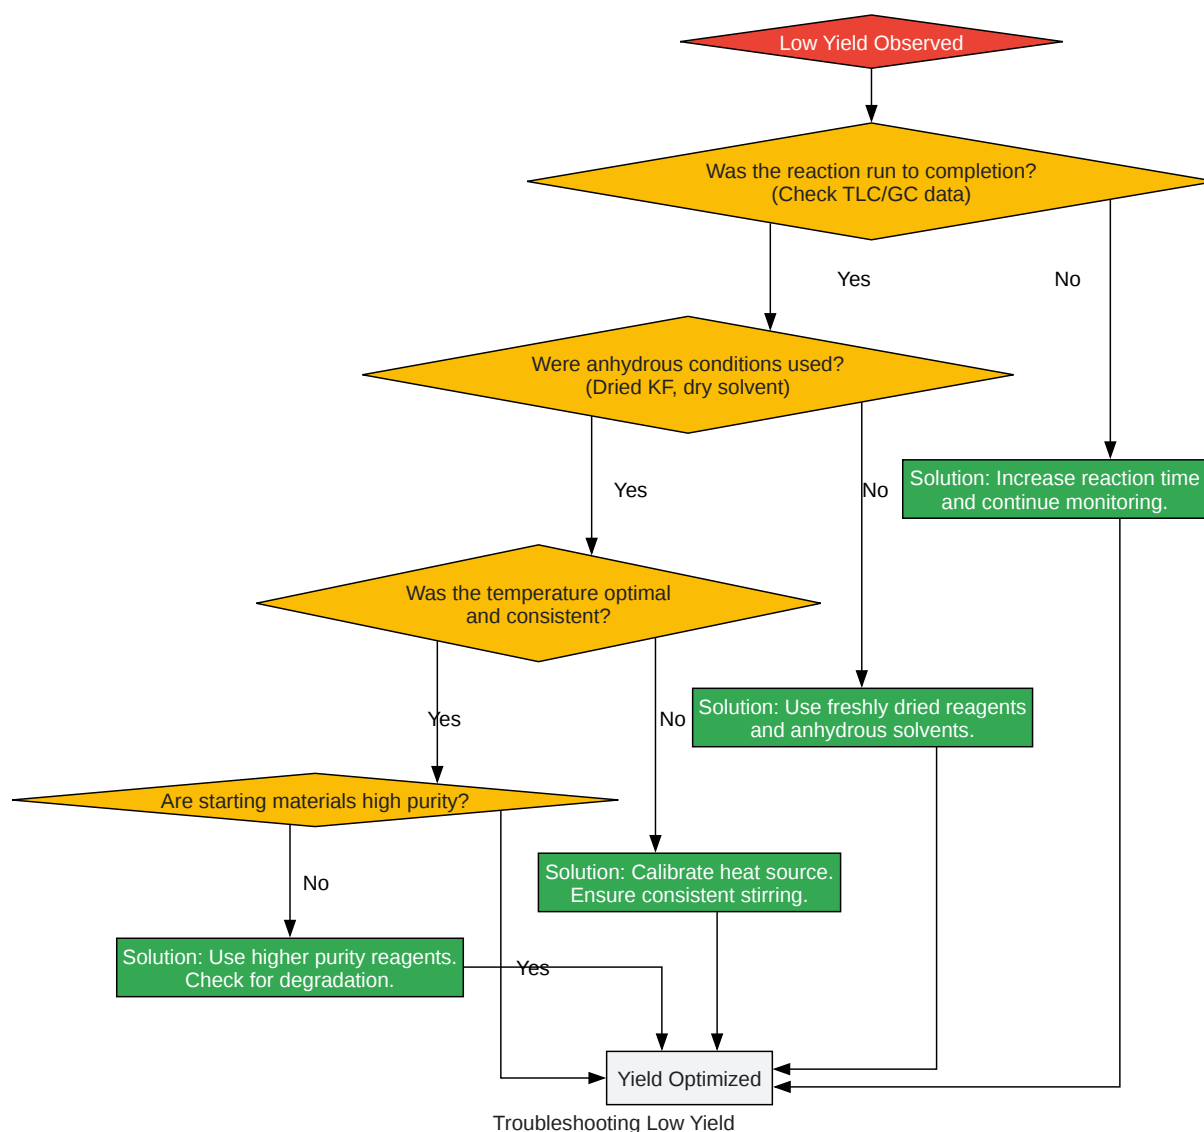 Low Yield Observed
Was the reaction run to completion?
(Check TLC/GC data)
Yes
No
Were anhydrous conditions used?
(Dried KF, dry solvent)
Yes
No
Solution: Increase reaction time
and continue monitoring.
Was the temperature optimal
and consistent?
Yes
No
Solution: Use freshly dried reagents
and anhydrous solvents.
Are starting materials high purity?
No
Solution: Calibrate heat source.
Ensure consistent stirring.
Solution: Use higher purity reagents.
Check for degradation.
Yes
Yield Optimized
Troubleshooting Low Yield